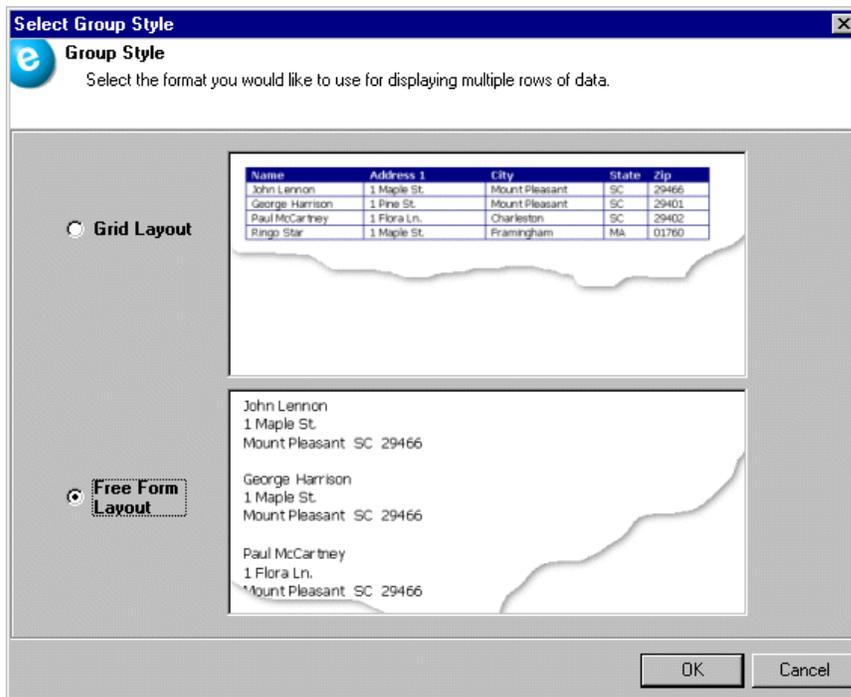 Select Group Style
e
Group Style
Select the format you would like to use for displaying multiple rows of data.
Grid Layout
Name Address 1 City State Zip
John Lennon 1 Maple St. Mount Pleasant SC 29466
George Harrison 1 Pine St. Mount Pleasant SC 29401
Paul McCartney 1 Flora Ln. Charleston SC 29402
Ringo Star 1 Maple St. Framingham MA 01760
Free Form
Layout
John Lennon
1 Maple St.
Mount Pleasant SC 29466
George Harrison
1 Maple St.
Mount Pleasant SC 29466
Paul McCartney
1 Flora Ln.
Mount Pleasant SC 29466
OK Cancel